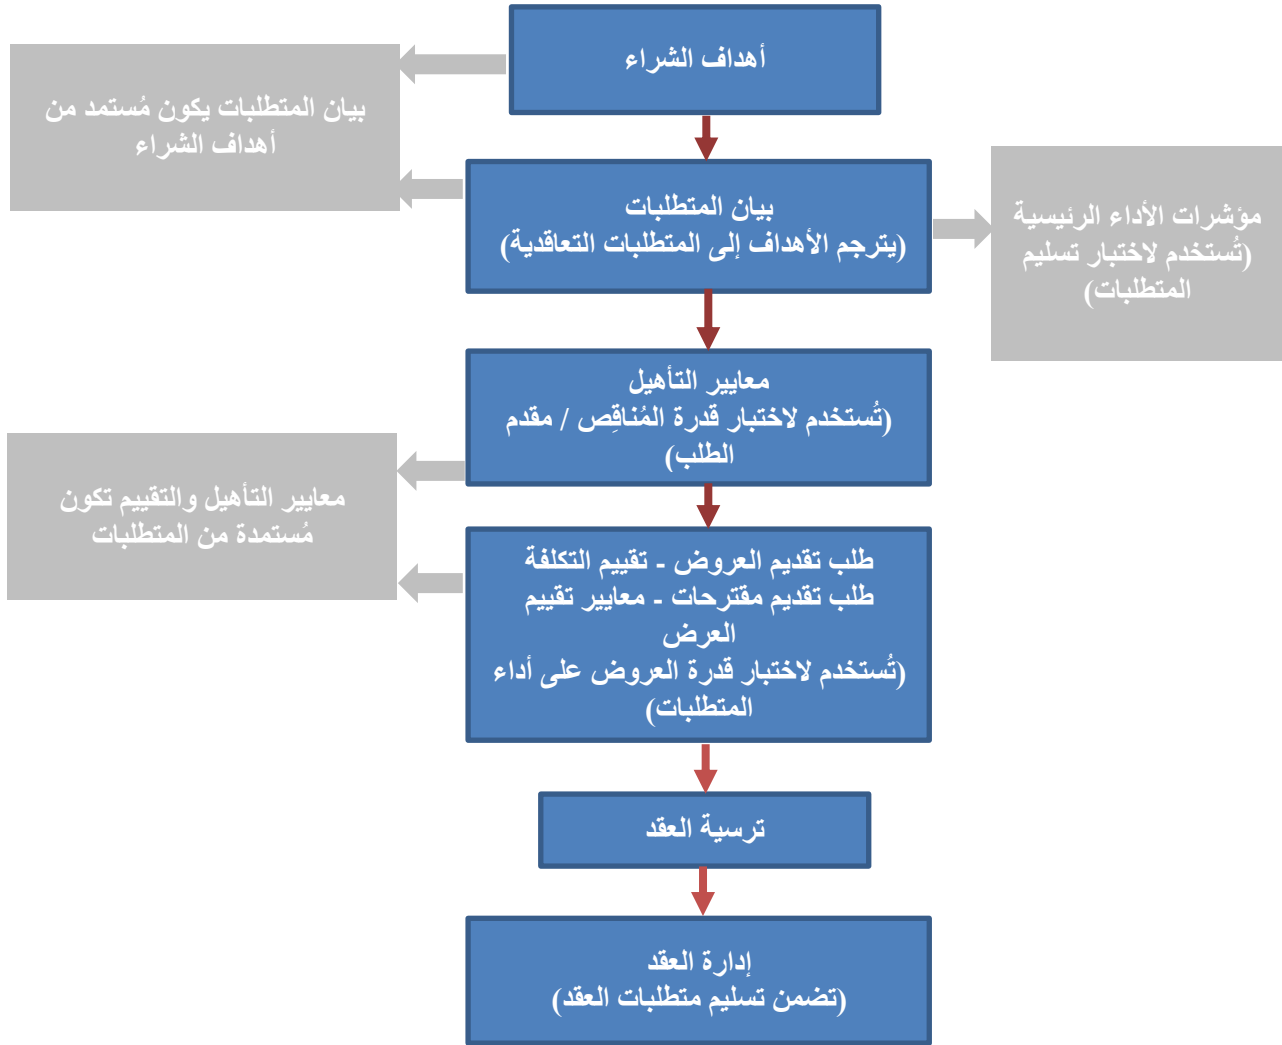 أهداف الشراء
بيان المتطلبات يكون مُستمد من
أهداف الشراء
بيان المتطلبات
(يترجم الأهداف إلى المتطلبات التعاقدية)
مؤشرات الأداء الرئيسية
(تُستخدم لاختبار تسليم
المتطلبات)
معايير التأهيل
(تُستخدم لاختبار قدرة المُناقِص / مقدم
الطلب)
معايير التأهيل والتقييم تكون
مُستمدة من المتطلبات
طلب تقديم العروض - تقييم التكلفة
طلب تقديم مقترحات - معايير تقييم
العرض
(تُستخدم لاختبار قدرة العروض على أداء
المتطلبات)
ترسية العقد
إدارة العقد
(تضمن تسليم متطلبات العقد)